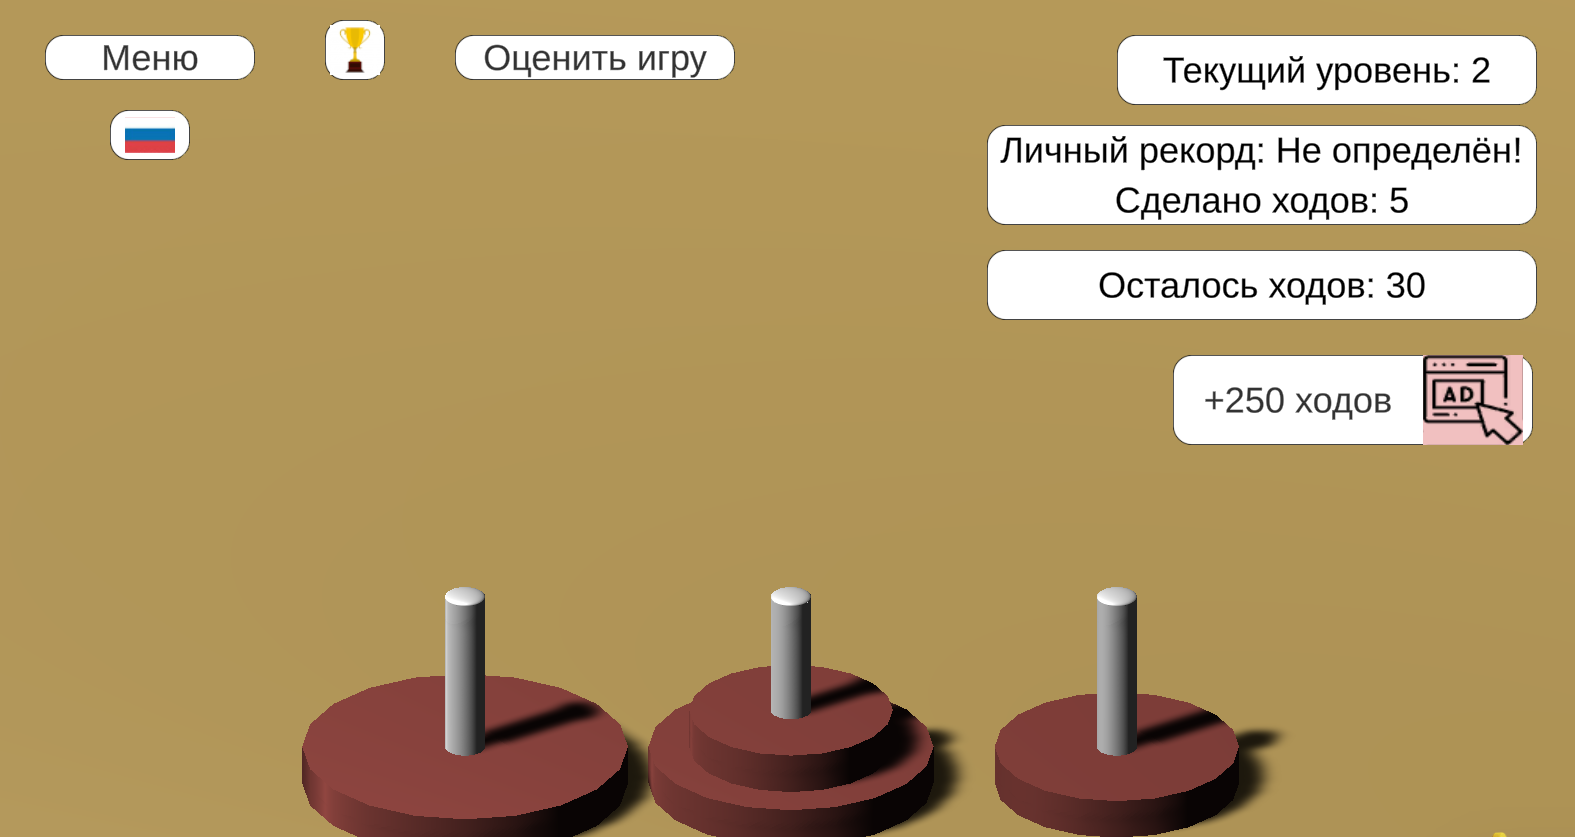 Меню
Оценить игру
Текущий уровень: 2
Личный рекорд: Не определён!
Сделано ходов: 5
Осталось ходов: 30
+250 ходов
AD